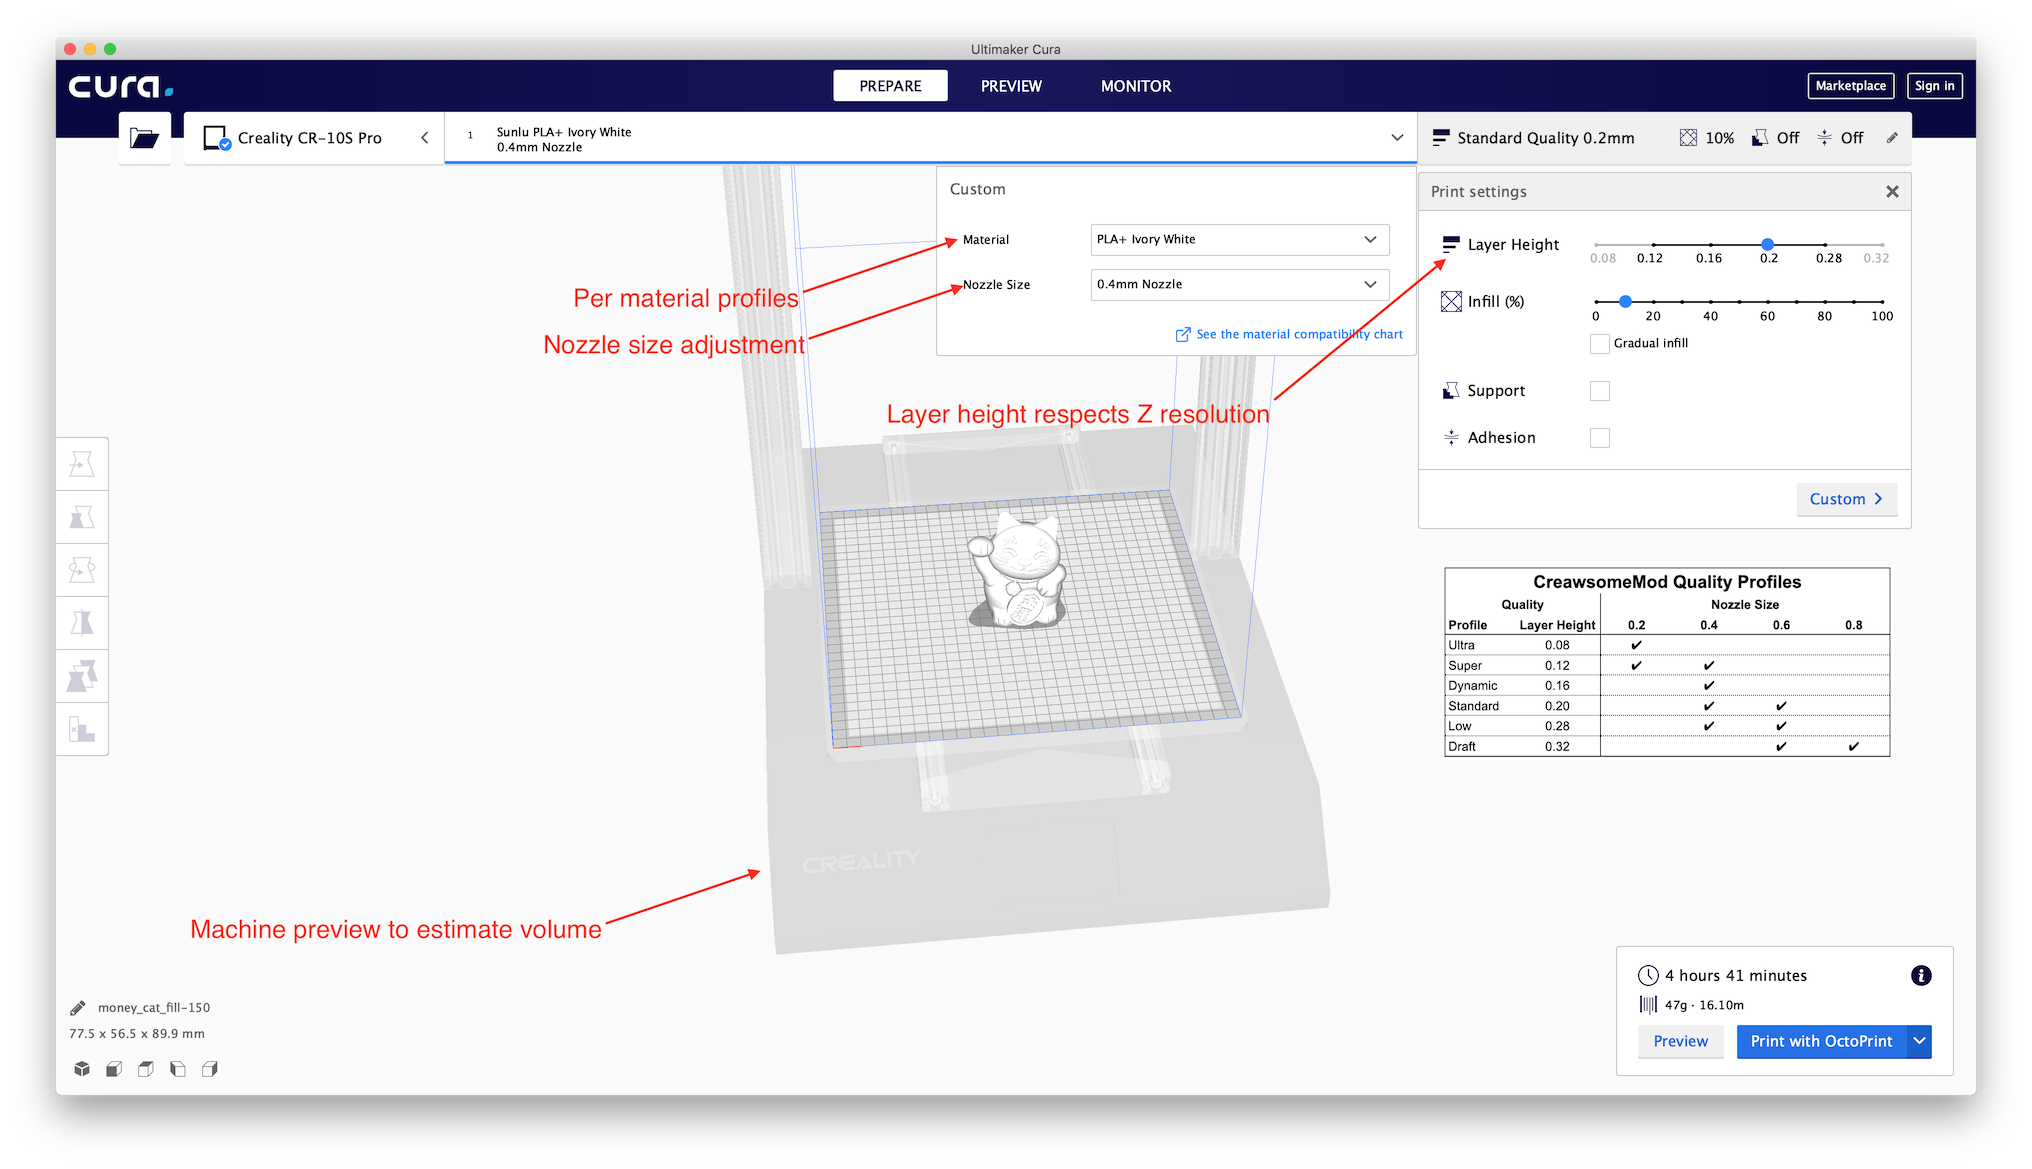 Ultimaker Cura
cura.
PREPARE
PREVIEW
MONITOR
Marketplace
Sign in
Creality CR-10S Pro
1
Sunlu PLA+ Ivory White
0.4mm Nozzle
Standard Quality 0.2mm
10%
Off
Off
Custom
Material
PLA+ Ivory White
Nozzle Size
0.4mm Nozzle
See the material compatibility chart
Print settings
Layer Height
0.08 0.12 0.16 0.2 0.28 0.32
Infill (%)
0 20 40 60 80 100
Gradual infill
Support
Adhesion
Custom
Per material profiles
Nozzle size adjustment
Layer height respects Z resolution
Machine preview to estimate volume
CREALITY
CreawsomeMod Quality Profiles
Quality Nozzle Size
Profile Layer Height 0.2 0.4 0.6 0.8
Ultra 0.08 ✔
Super 0.12 ✔ ✔
Dynamic 0.16 ✔
Standard 0.20 ✔ ✔
Low 0.28 ✔ ✔
Draft 0.32 ✔ ✔
money_cat_fill-150
77.5 x 56.5 x 89.9 mm
4 hours 41 minutes
47g · 16.10m
Preview
Print with OctoPrint